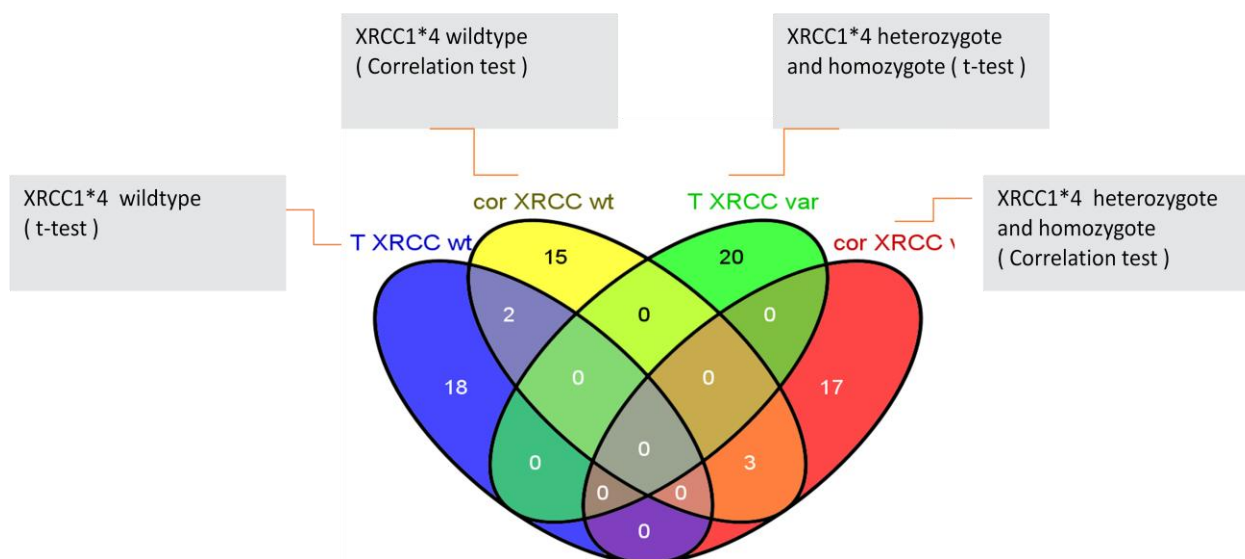 XRCC1*4 wildtype
( Correlation test )
XRCC1*4 heterozygote
and homozygote ( t-test )
XRCC1*4 wildtype
( t-test )
XRCC1*4 heterozygote
and homozygote
( Correlation test )
cor XRCC wt
T XRCC var
T XRCC wt
cor XRCC
15
20
2
0
0
18
0
0
17
0
0
3
0
0
0